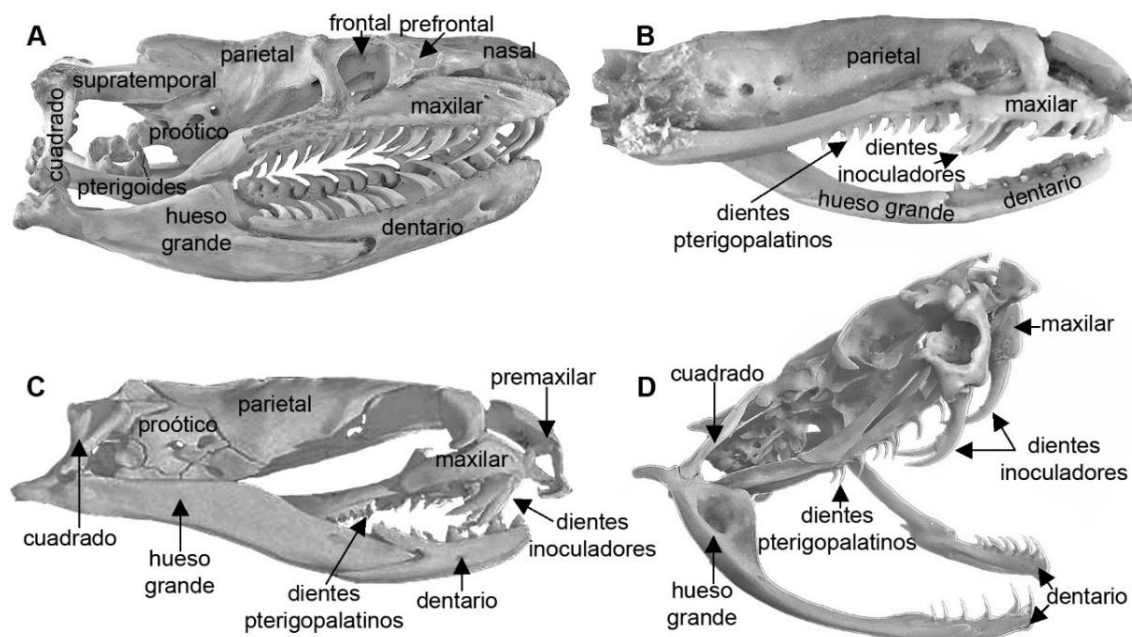 A
frontal
prefrontal
parietal
nasal
supratemporal
maxilar
cuadrado
proótico
pterigoides
hueso
grande
dentario
B
parietal
maxilar
dientes
inoculadores
dentario
hueso grande
dientes
pterigopalatinos
C
premaxilar
parietal
proótico
maxilar
cuadrado
hueso
grande
dientes
pterigopalatinos
dentario
dientes
inoculadores
D
maxilar
cuadrado
dientes
inoculadores
dientes
pterigopalatinos
hueso
grande
dentario